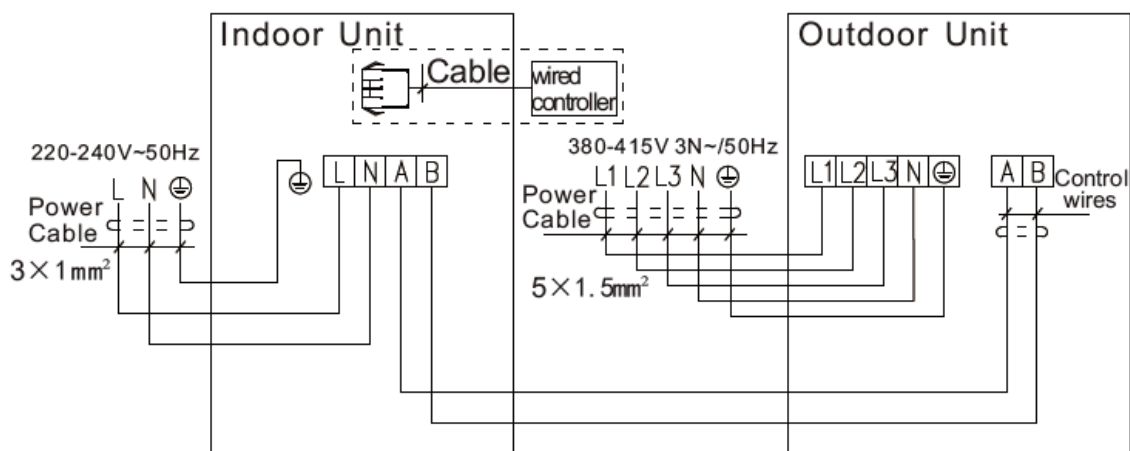 Indoor Unit
Outdoor Unit
Cable
wired
controller
220-240V~50Hz
380-415V 3N~/50Hz
L N
L N A B
L1 L2 L3 N
L1 L2 L3 N
A B
Power
Cable
3×1mm²
Power
Cable
5×1.5mm²
Control
wires